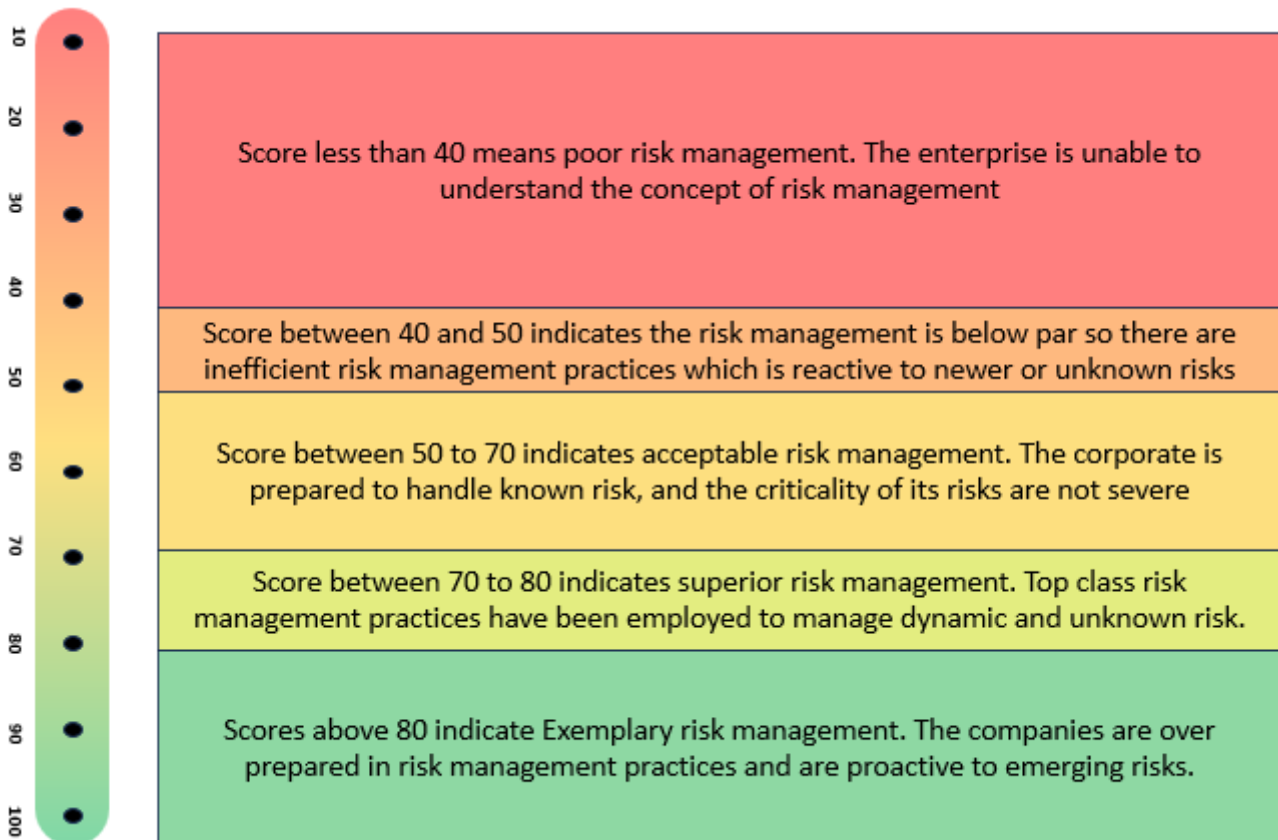 10
20
30
40
50
60
70
80
90
100
Score less than 40 means poor risk management. The enterprise is unable to
understand the concept of risk management
Score between 40 and 50 indicates the risk management is below par so there are
inefficient risk management practices which is reactive to newer or unknown risks
Score between 50 to 70 indicates acceptable risk management. The corporate is
prepared to handle known risk, and the criticality of its risks are not severe
Score between 70 to 80 indicates superior risk management. Top class risk
management practices have been employed to manage dynamic and unknown risk.
Scores above 80 indicate Exemplary risk management. The companies are over
prepared in risk management practices and are proactive to emerging risks.